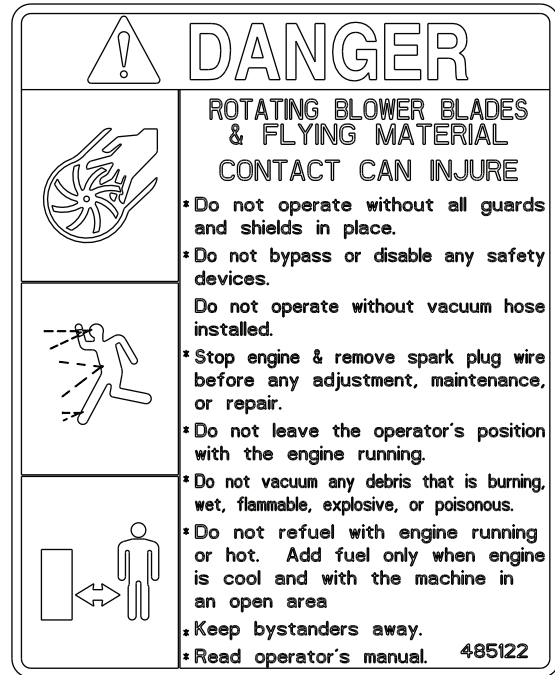 DANGER
ROTATING BLOWER BLADES
& FLYING MATERIAL
CONTACT CAN INJURE
* Do not operate without all guards
and shields in place.
* Do not bypass or disable any safety
devices.
Do not operate without vacuum hose
installed.
* Stop engine & remove spark plug wire
before any adjustment, maintenance,
or repair.
* Do not leave the operator's position
with the engine running.
* Do not vacuum any debris that is burning,
wet, flammable, explosive, or poisonous.
* Do not refuel with engine running
or hot. Add fuel only when engine
is cool and with the machine in
an open area
* Keep bystanders away.
* Read operator's manual. 485122